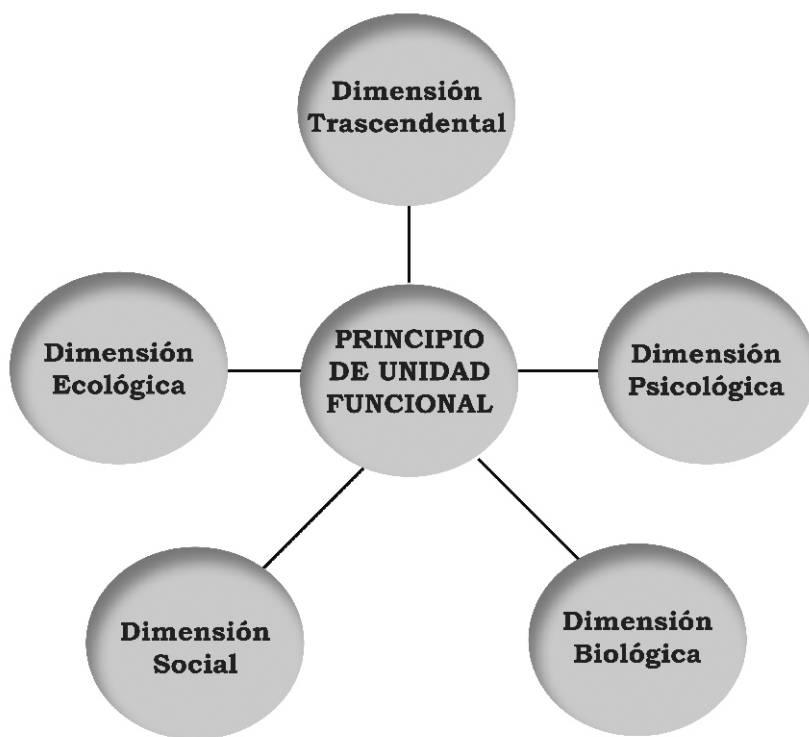 Dimensión
Trascendental
Dimensión
Ecológica
PRINCIPIO
DE UNIDAD
FUNCIONAL
Dimensión
Psicológica
Dimensión
Social
Dimensión
Biológica